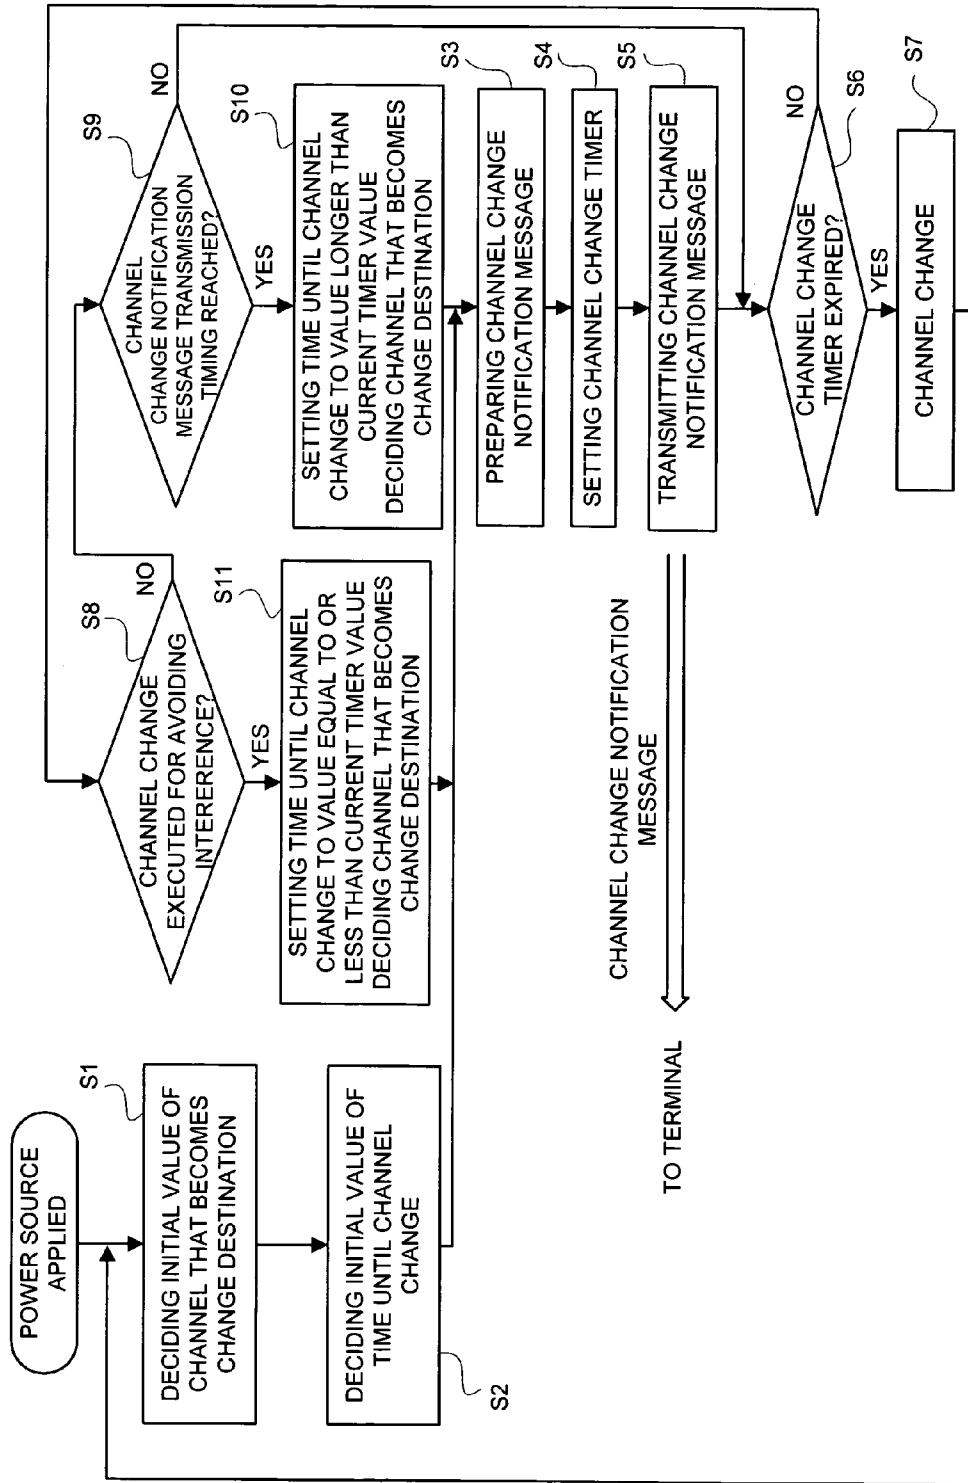 POWER SOURCE
APPLIED
S1
DECIDING INITIAL VALUE OF
CHANNEL THAT BECOMES
CHANGE DESTINATION
DECIDING INITIAL VALUE OF
TIME UNTIL CHANNEL
CHANGE
S2
S8
CHANNEL CHANGE
EXECUTED FOR AVOIDING
INTERERENCE?
NO
YES
S11
SETTING TIME UNTIL CHANNEL
CHANGE TO VALUE EQUAL TO OR
LESS THAN CURRENT TIMER VALUE
DECIDING CHANNEL THAT BECOMES
CHANGE DESTINATION
S9
CHANNEL
CHANGE NOTIFICATION
MESSAGE TRANSMISSION
TIMING REACHED?
NO
YES
S10
SETTING TIME UNTIL CHANNEL
CHANGE TO VALUE LONGER THAN
CURRENT TIMER VALUE
DECIDING CHANNEL THAT BECOMES
CHANGE DESTINATION
S3
PREPARING CHANNEL CHANGE
NOTIFICATION MESSAGE
S4
SETTING CHANNEL CHANGE TIMER
S5
TRANSMITTING CHANNEL CHANGE
NOTIFICATION MESSAGE
CHANNEL CHANGE NOTIFICATION
MESSAGE
TO TERMINAL
CHANNEL CHANGE
TIMER EXPIRED?
S6
NO
YES
S7
CHANNEL CHANGE